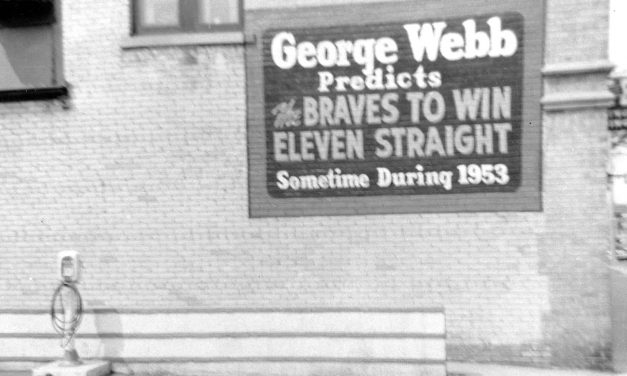 George Webb
Predicts
The BRAVES TO WIN
ELEVEN STRAIGHT
Sometime During 1953